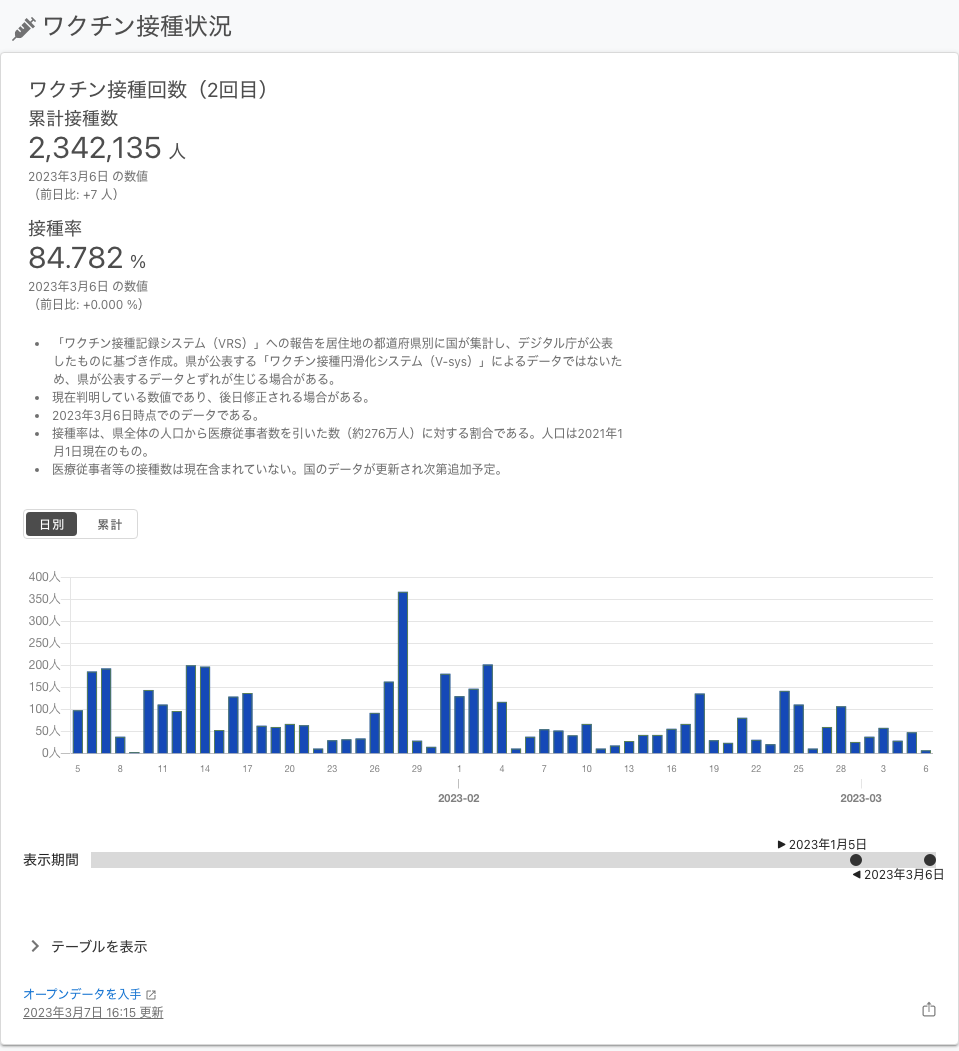 ワクチン接種状況
ワクチン接種回数（2回目）
累計接種数
2,342,135 人
2023年3月6日 の数値
（前日比: +7 人）
接種率
84.782 %
2023年3月6日 の数値
（前日比: +0.000 %）
• 「ワクチン接種記録システム（VRS）」への報告を居住地の都道府県別に国が集計し、デジタル庁が公表
したものに基づき作成。県が公表する「ワクチン接種円滑化システム（V-sys）」によるデータではないた
め、県が公表するデータとずれが生じる場合がある。
• 現在判明している数値であり、後日修正される場合がある。
• 2023年3月6日時点でのデータである。
• 接種率は、県全体の人口から医療従事者数を引いた数（約276万人）に対する割合である。人口は2021年1
月1日現在のもの。
• 医療従事者等の接種数は現在含まれていない。国のデータが更新され次第追加予定。
日別 累計
400人
350人
300人
250人
200人
150人
100人
50人
0人
5 8 11 14 17 20 23 26 29 1 4 7 10 13 16 19 22 25 28 3 6
2023-02 2023-03
▶ 2023年1月5日
表示期間
◀ 2023年3月6日
テーブルを表示
オープンデータを入手
2023年3月7日 16:15 更新